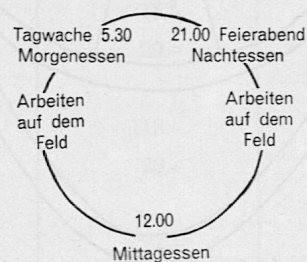 Tagwache 5.30
Morgenessen
21.00 Feierabend
Nachtessen
Arbeiten
auf dem
Feld
Arbeiten
auf dem
Feld
12.00
Mittagessen